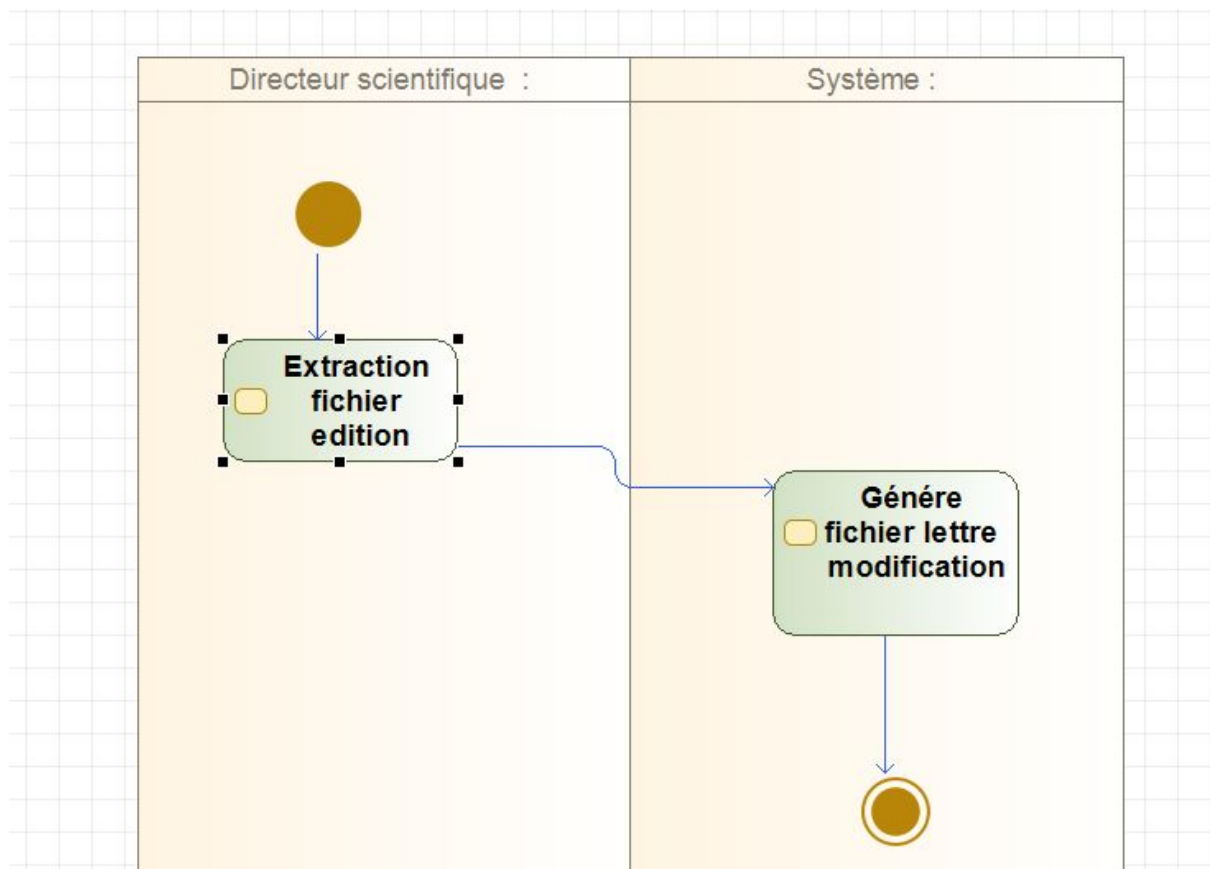 Directeur scientifique :
Système :
Extraction
fichier
edition
Génére
fichier lettre
modification